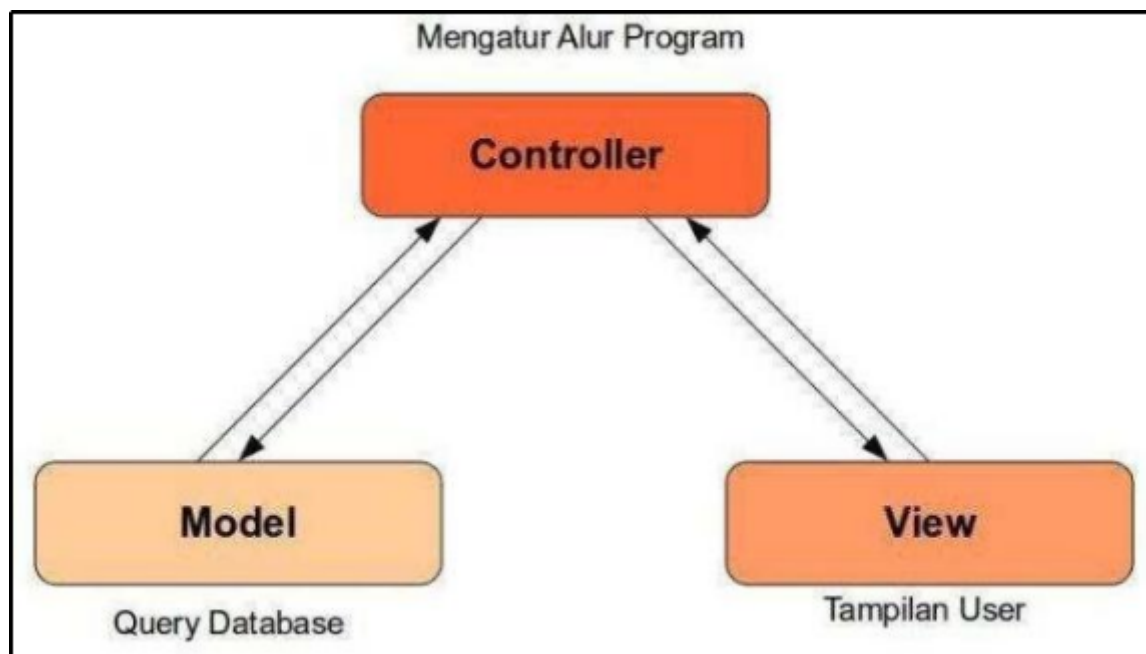 Mengatur Alur Program
Controller
Model
View
Query Database
Tampilan User